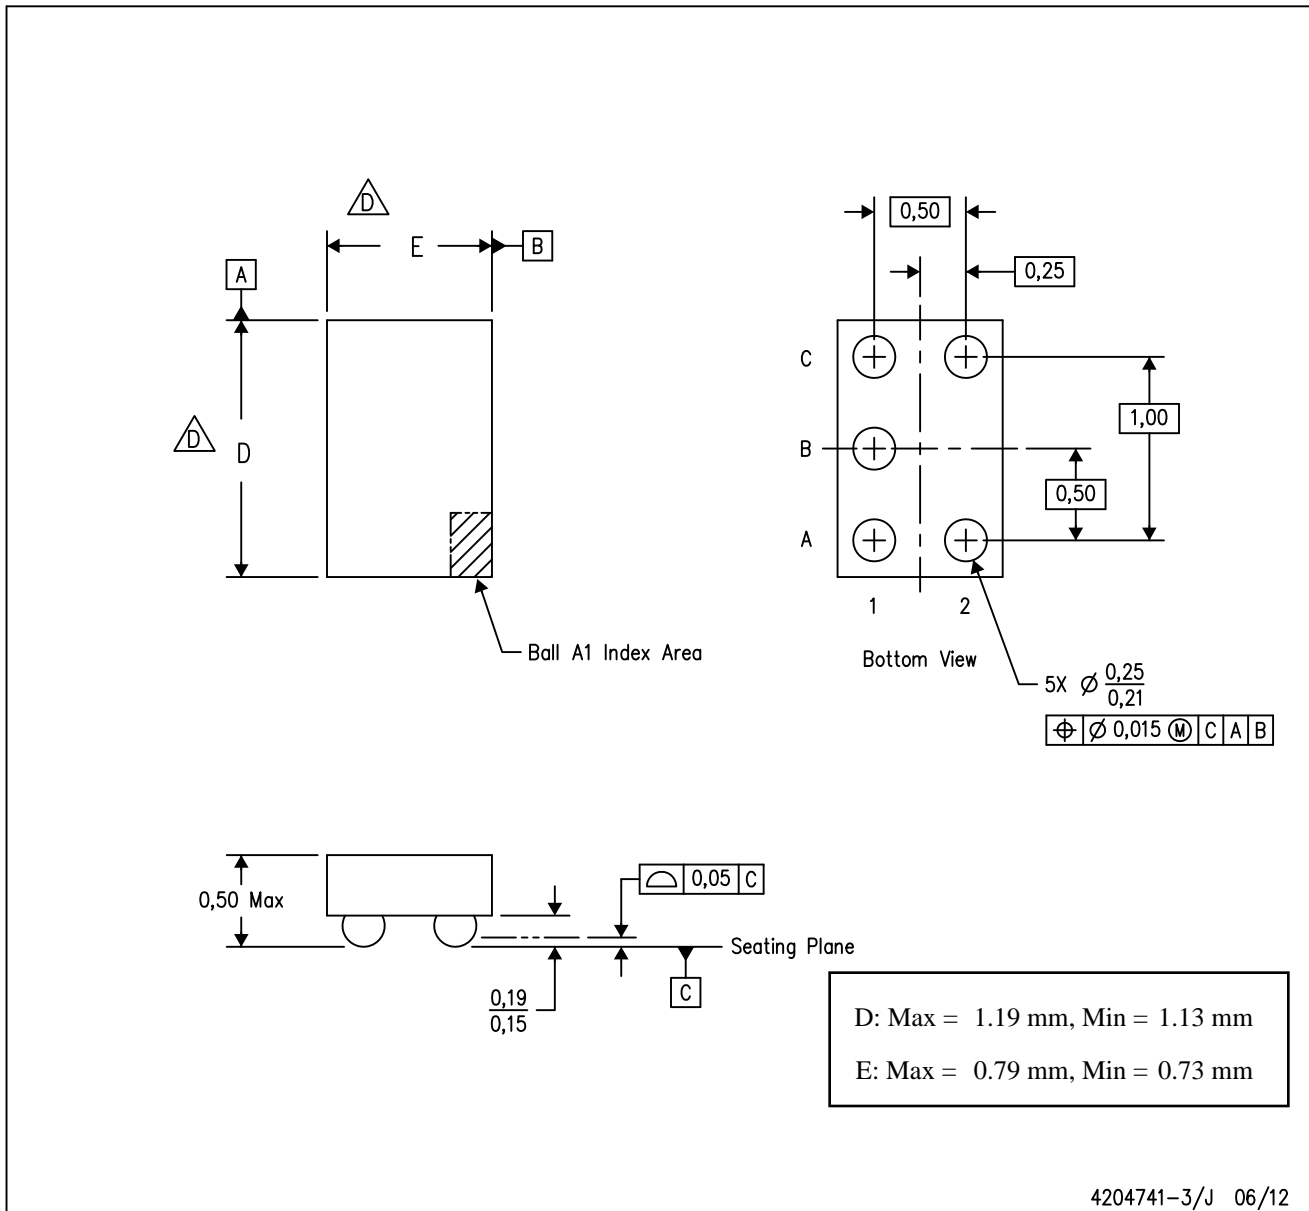 D
E
B
A
D
D
Ball A1 Index Area
0,50
0,25
C
1,00
B
0,50
A
1 2
Bottom View
5X Ø 0,25
0,21
⌖ Ø 0,015 Ⓜ C A B
0,50 Max
⌓ 0,05 C
Seating Plane
C
0,19
0,15
D: Max = 1.19 mm, Min = 1.13 mm
E: Max = 0.79 mm, Min = 0.73 mm
4204741-3/J 06/12